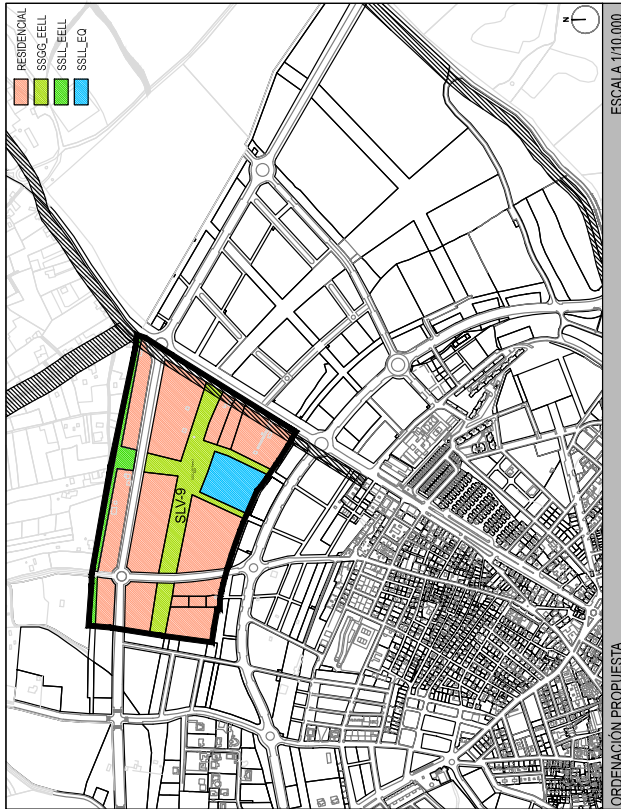 RESIDENCIAL
SSGG_EELL
SSLL_EELL
SSLL_EQ
SLV-9
N
ORDENACIÓN PROPUESTA
ESCALA 1/10.000